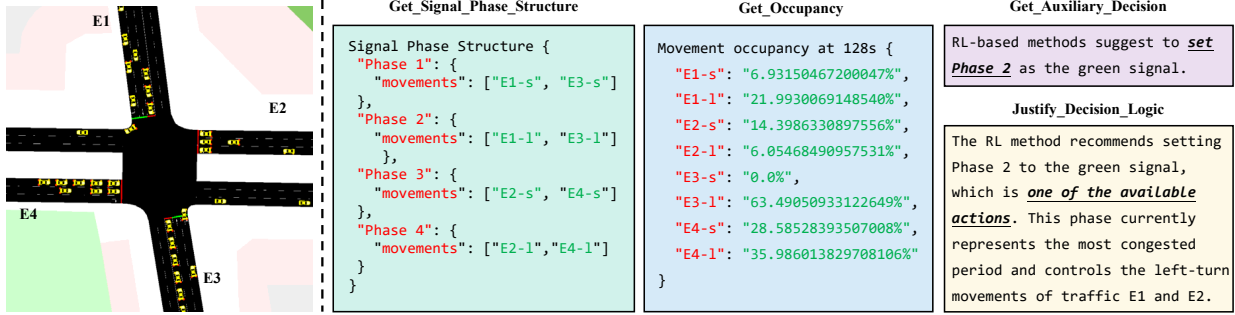 E1
E2
E4
E3
Get_Signal_Phase_Structure
Signal Phase Structure {
"Phase 1": {
"movements": ["E1-s", "E3-s"]
},
"Phase 2": {
"movements": ["E1-l", "E3-l"]
},
"Phase 3": {
"movements": ["E2-s", "E4-s"]
},
"Phase 4": {
"movements": ["E2-l","E4-l"]
}
}
Get_Occupancy
Movement occupancy at 128s {
"E1-s": "6.93150467200047%",
"E1-l": "21.9930069148540%",
"E2-s": "14.3986330897556%",
"E2-l": "6.05468490957531%",
"E3-s": "0.0%",
"E3-l": "63.49050933122649%",
"E4-s": "28.58528393507008%",
"E4-l": "35.986013829708106%"
}
Get_Auxiliary_Decision
RL-based methods suggest to set
Phase 2 as the green signal.
Justify_Decision_Logic
The RL method recommends setting
Phase 2 to the green signal,
which is one of the available
actions. This phase currently
represents the most congested
period and controls the left-turn
movements of traffic E1 and E2.